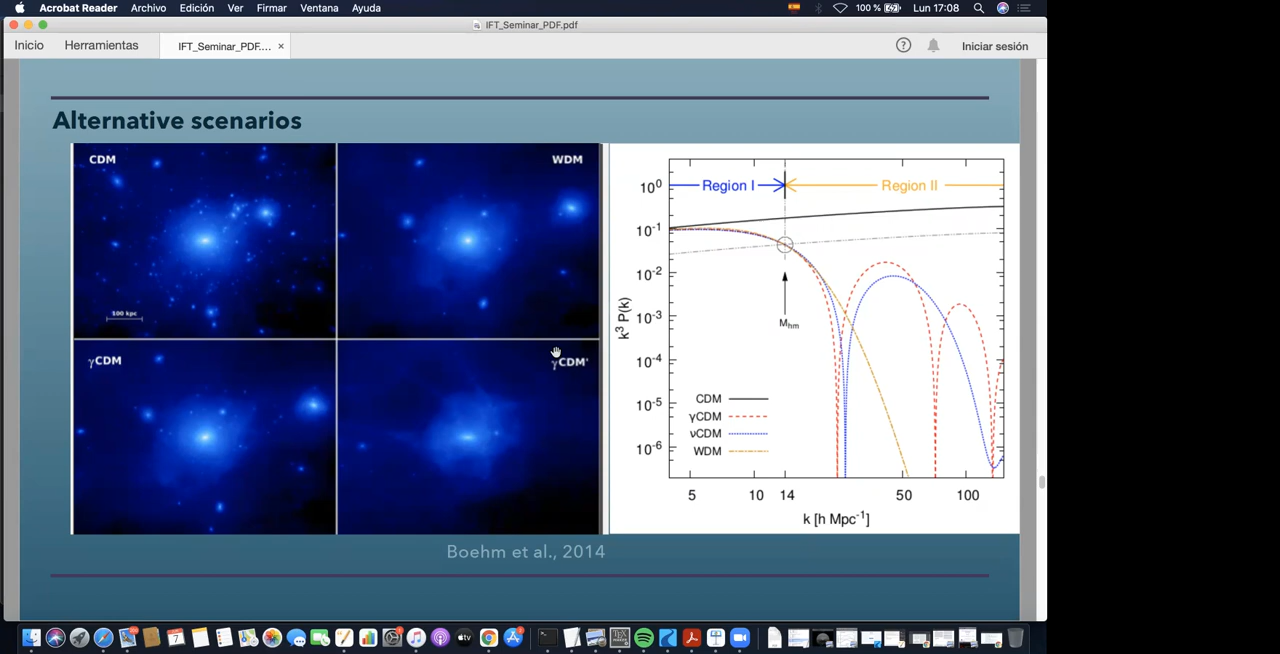 Acrobat Reader Archivo Edición Ver Firmar Ventana Ayuda 100 % Lun 17:08
IFT_Seminar_PDF.pdf
Inicio Herramientas IFT_Seminar_PDF.... × ? Iniciar sesión
Alternative scenarios
CDM
WDM
100 kpc
γCDM
γCDM'
Region I
Region II
10⁰
10⁻¹
10⁻²
10⁻³
10⁻⁴
10⁻⁵
10⁻⁶
k³ P(k)
Mhm
CDM
γCDM
νCDM
WDM
5 10 14 50 100
k [h Mpc⁻¹]
Boehm et al., 2014